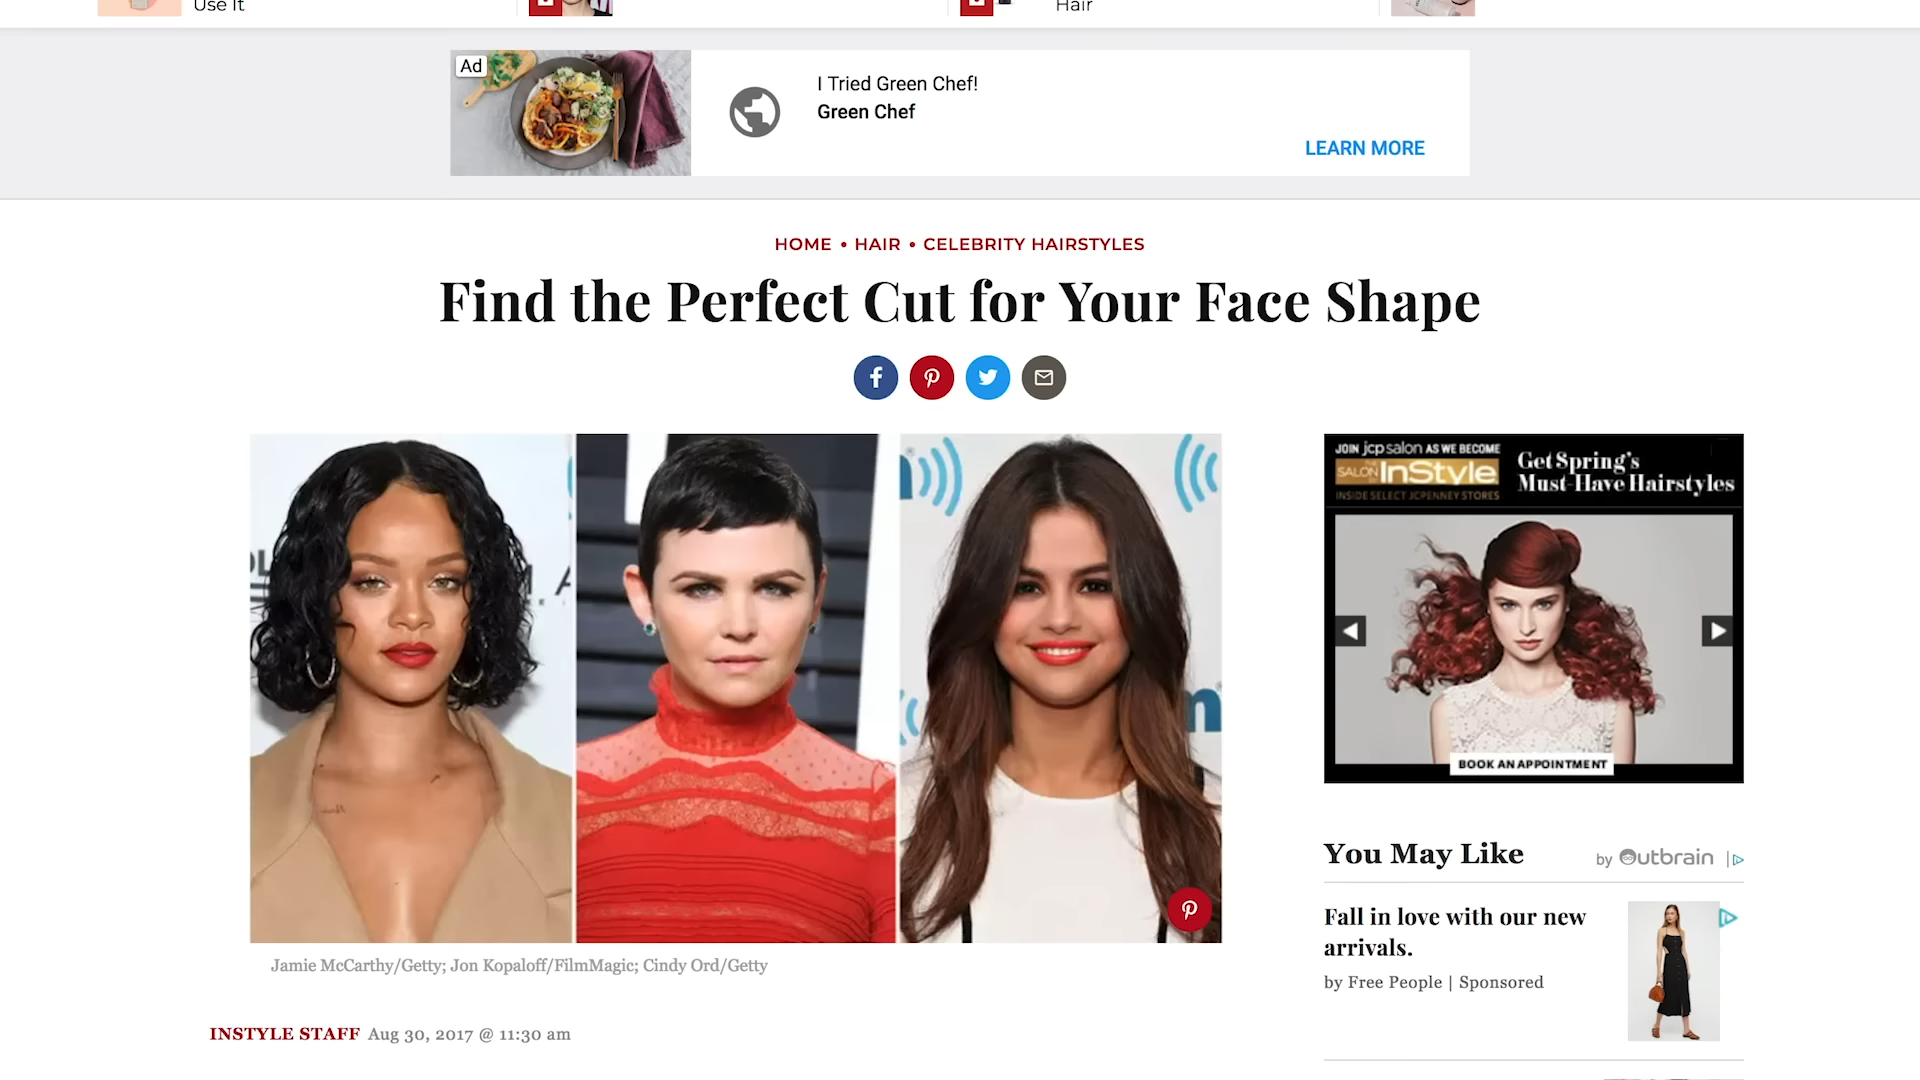 Use It
Hair
Ad
I Tried Green Chef!
Green Chef
LEARN MORE
HOME • HAIR • CELEBRITY HAIRSTYLES
Find the Perfect Cut for Your Face Shape
JOIN jcp salon AS WE BECOME
SALON InStyle
INSIDE SELECT JCPENNEY STORES
Get Spring's
Must-Have Hairstyles
BOOK AN APPOINTMENT
Jamie McCarthy/Getty; Jon Kopaloff/FilmMagic; Cindy Ord/Getty
INSTYLE STAFF Aug 30, 2017 @ 11:30 am
You May Like
by Outbrain
Fall in love with our new
arrivals.
by Free People | Sponsored